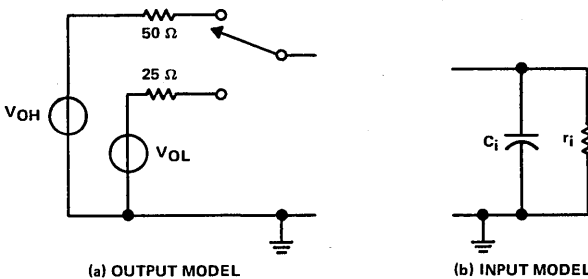 50 Ω
25 Ω
VOH
VOL
Ci
ri
(a) OUTPUT MODEL
(b) INPUT MODEL